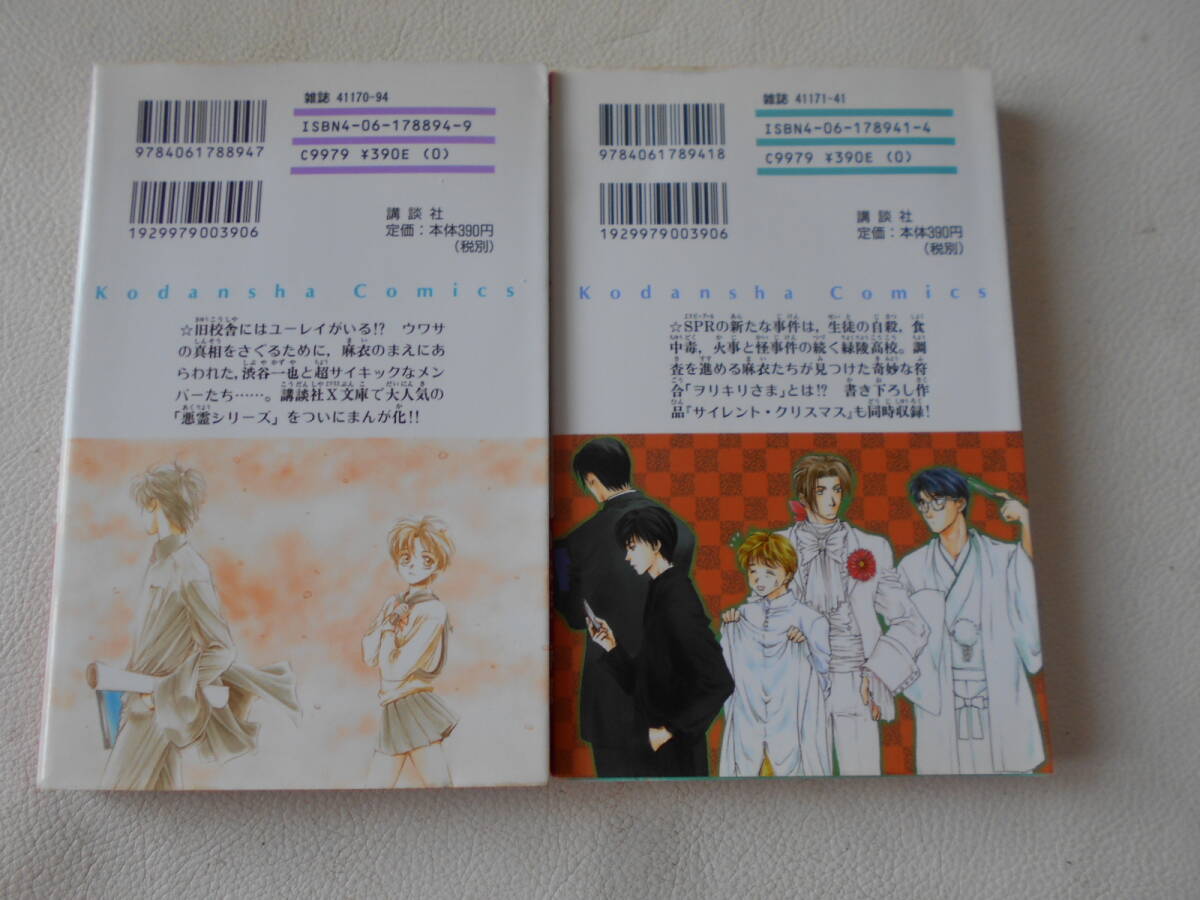 雑誌 41170-94
ISBN4-06-178894-9
9784061788947
C9979 ¥390E (0)
1929979003906
講談社
定価：本体390円
(税別)
Kodansha Comics
☆旧校舎にはユーレイがいる!? ウワサ
の真相をさぐるために，麻衣のまえにあ
らわれた，渋谷一也と超サイキックなメン
バーたち……。講談社X文庫で大人気の
「悪霊シリーズ」をついにまんが化!!
雑誌 41171-41
ISBN4-06-178941-4
9784061789418
C9979 ¥390E (0)
1929979003906
講談社
定価：本体390円
(税別)
Kodansha Comics
☆SPRの新たな事件は，生徒の自殺，食
中毒，火事と怪事件の続く緑陵高校。調
査を進める麻衣たちが見つけた奇妙な符
合「ヲリキリさま」とは!? 書き下ろし作
品『サイレント・クリスマス』も同時収録!